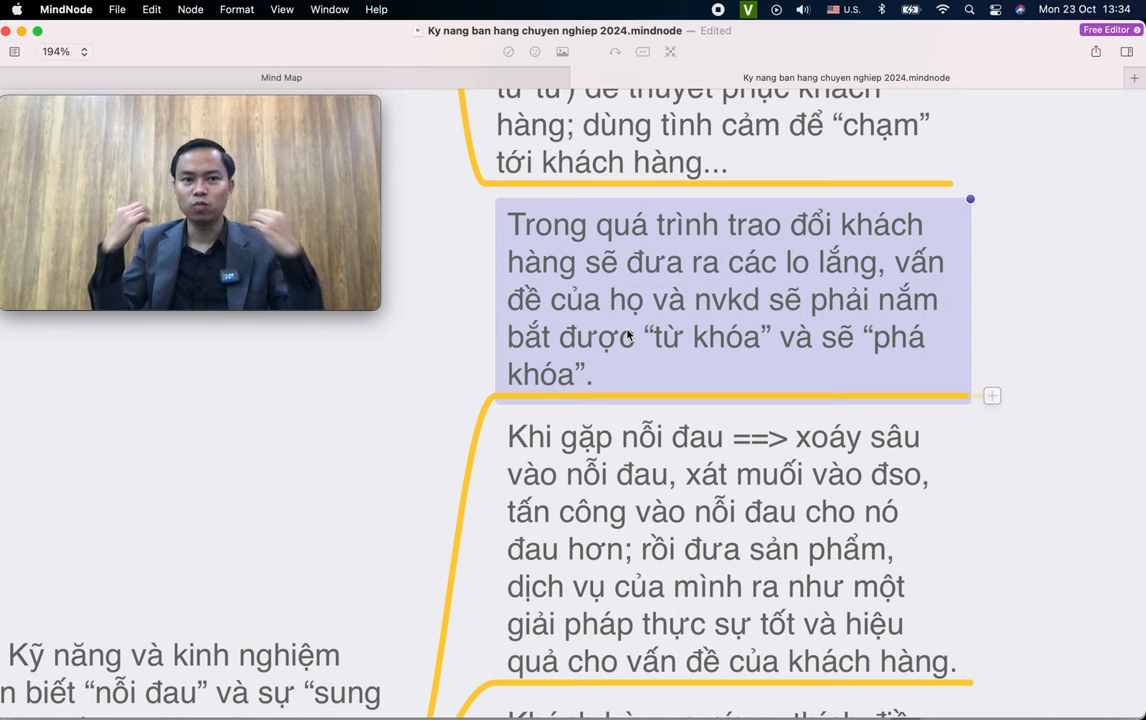 MindNode File Edit Node Format View Window Help V U.S. Mon 23 Oct 13:34
Ky nang ban hang chuyen nghiep 2024.mindnode — Edited
Free Editor
194%
Mind Map
Ky nang ban hang chuyen nghiep 2024.mindnode
từ từ) để thuyết phục khách
hàng; dùng tình cảm để “chạm”
tới khách hàng...
Trong quá trình trao đổi khách
hàng sẽ đưa ra các lo lắng, vấn
đề của họ và nvkd sẽ phải nắm
bắt được “từ khóa” và sẽ “phá
khóa”.
Khi gặp nỗi đau ==> xoáy sâu
vào nỗi đau, xát muối vào đso,
tấn công vào nỗi đau cho nó
đau hơn; rồi đưa sản phẩm,
dịch vụ của mình ra như một
giải pháp thực sự tốt và hiệu
quả cho vấn đề của khách hàng.
Kỹ năng và kinh nghiệm
n biết “nỗi đau” và sự “sung